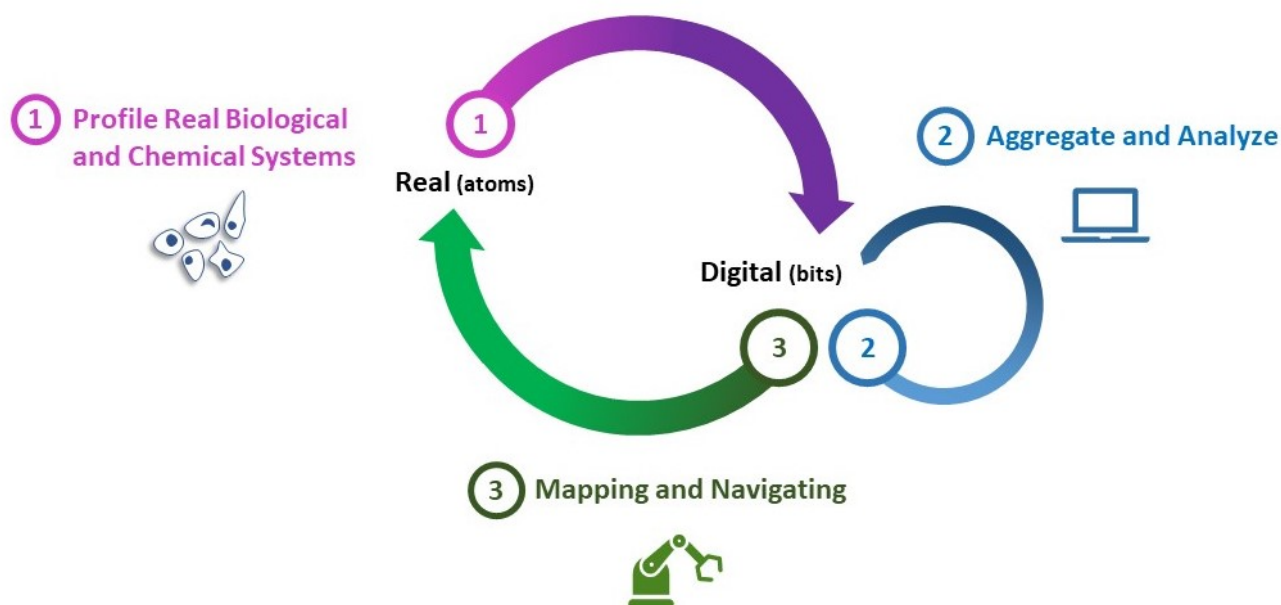 1 Profile Real Biological
and Chemical Systems
1
Real (atoms)
2 Aggregate and Analyze
Digital (bits)
3
2
3 Mapping and Navigating